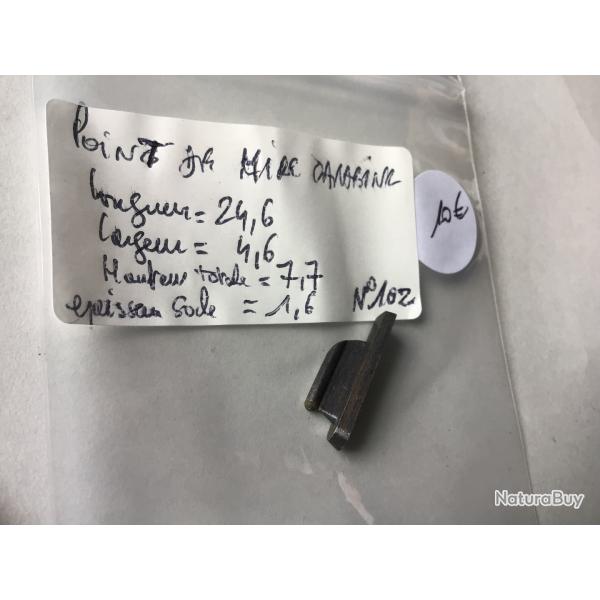 POINT DE MIRE CARABINE
longueur = 24,6
largeur = 4,6
Hauteur totale = 7,7
epaisseur socle = 1,6 N°102
10€
NaturaBuy